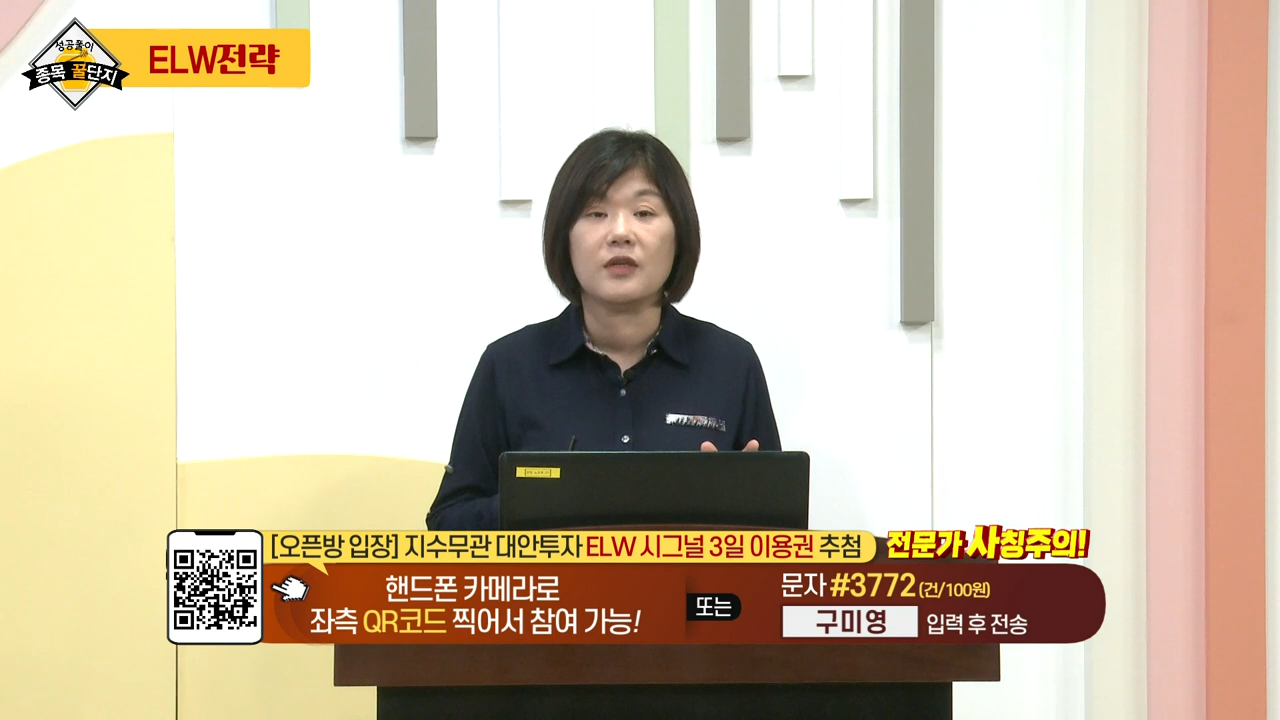 성공쫄이
종목 꿀단지
ELW전략
[오픈방 입장] 지수무관 대안투자 ELW 시그널 3일 이용권 추첨
전문가 사칭주의!
핸드폰 카메라로
좌측 QR코드 찍어서 참여 가능!
또는
문자 #3772 (건/100원)
구미영 입력 후 전송